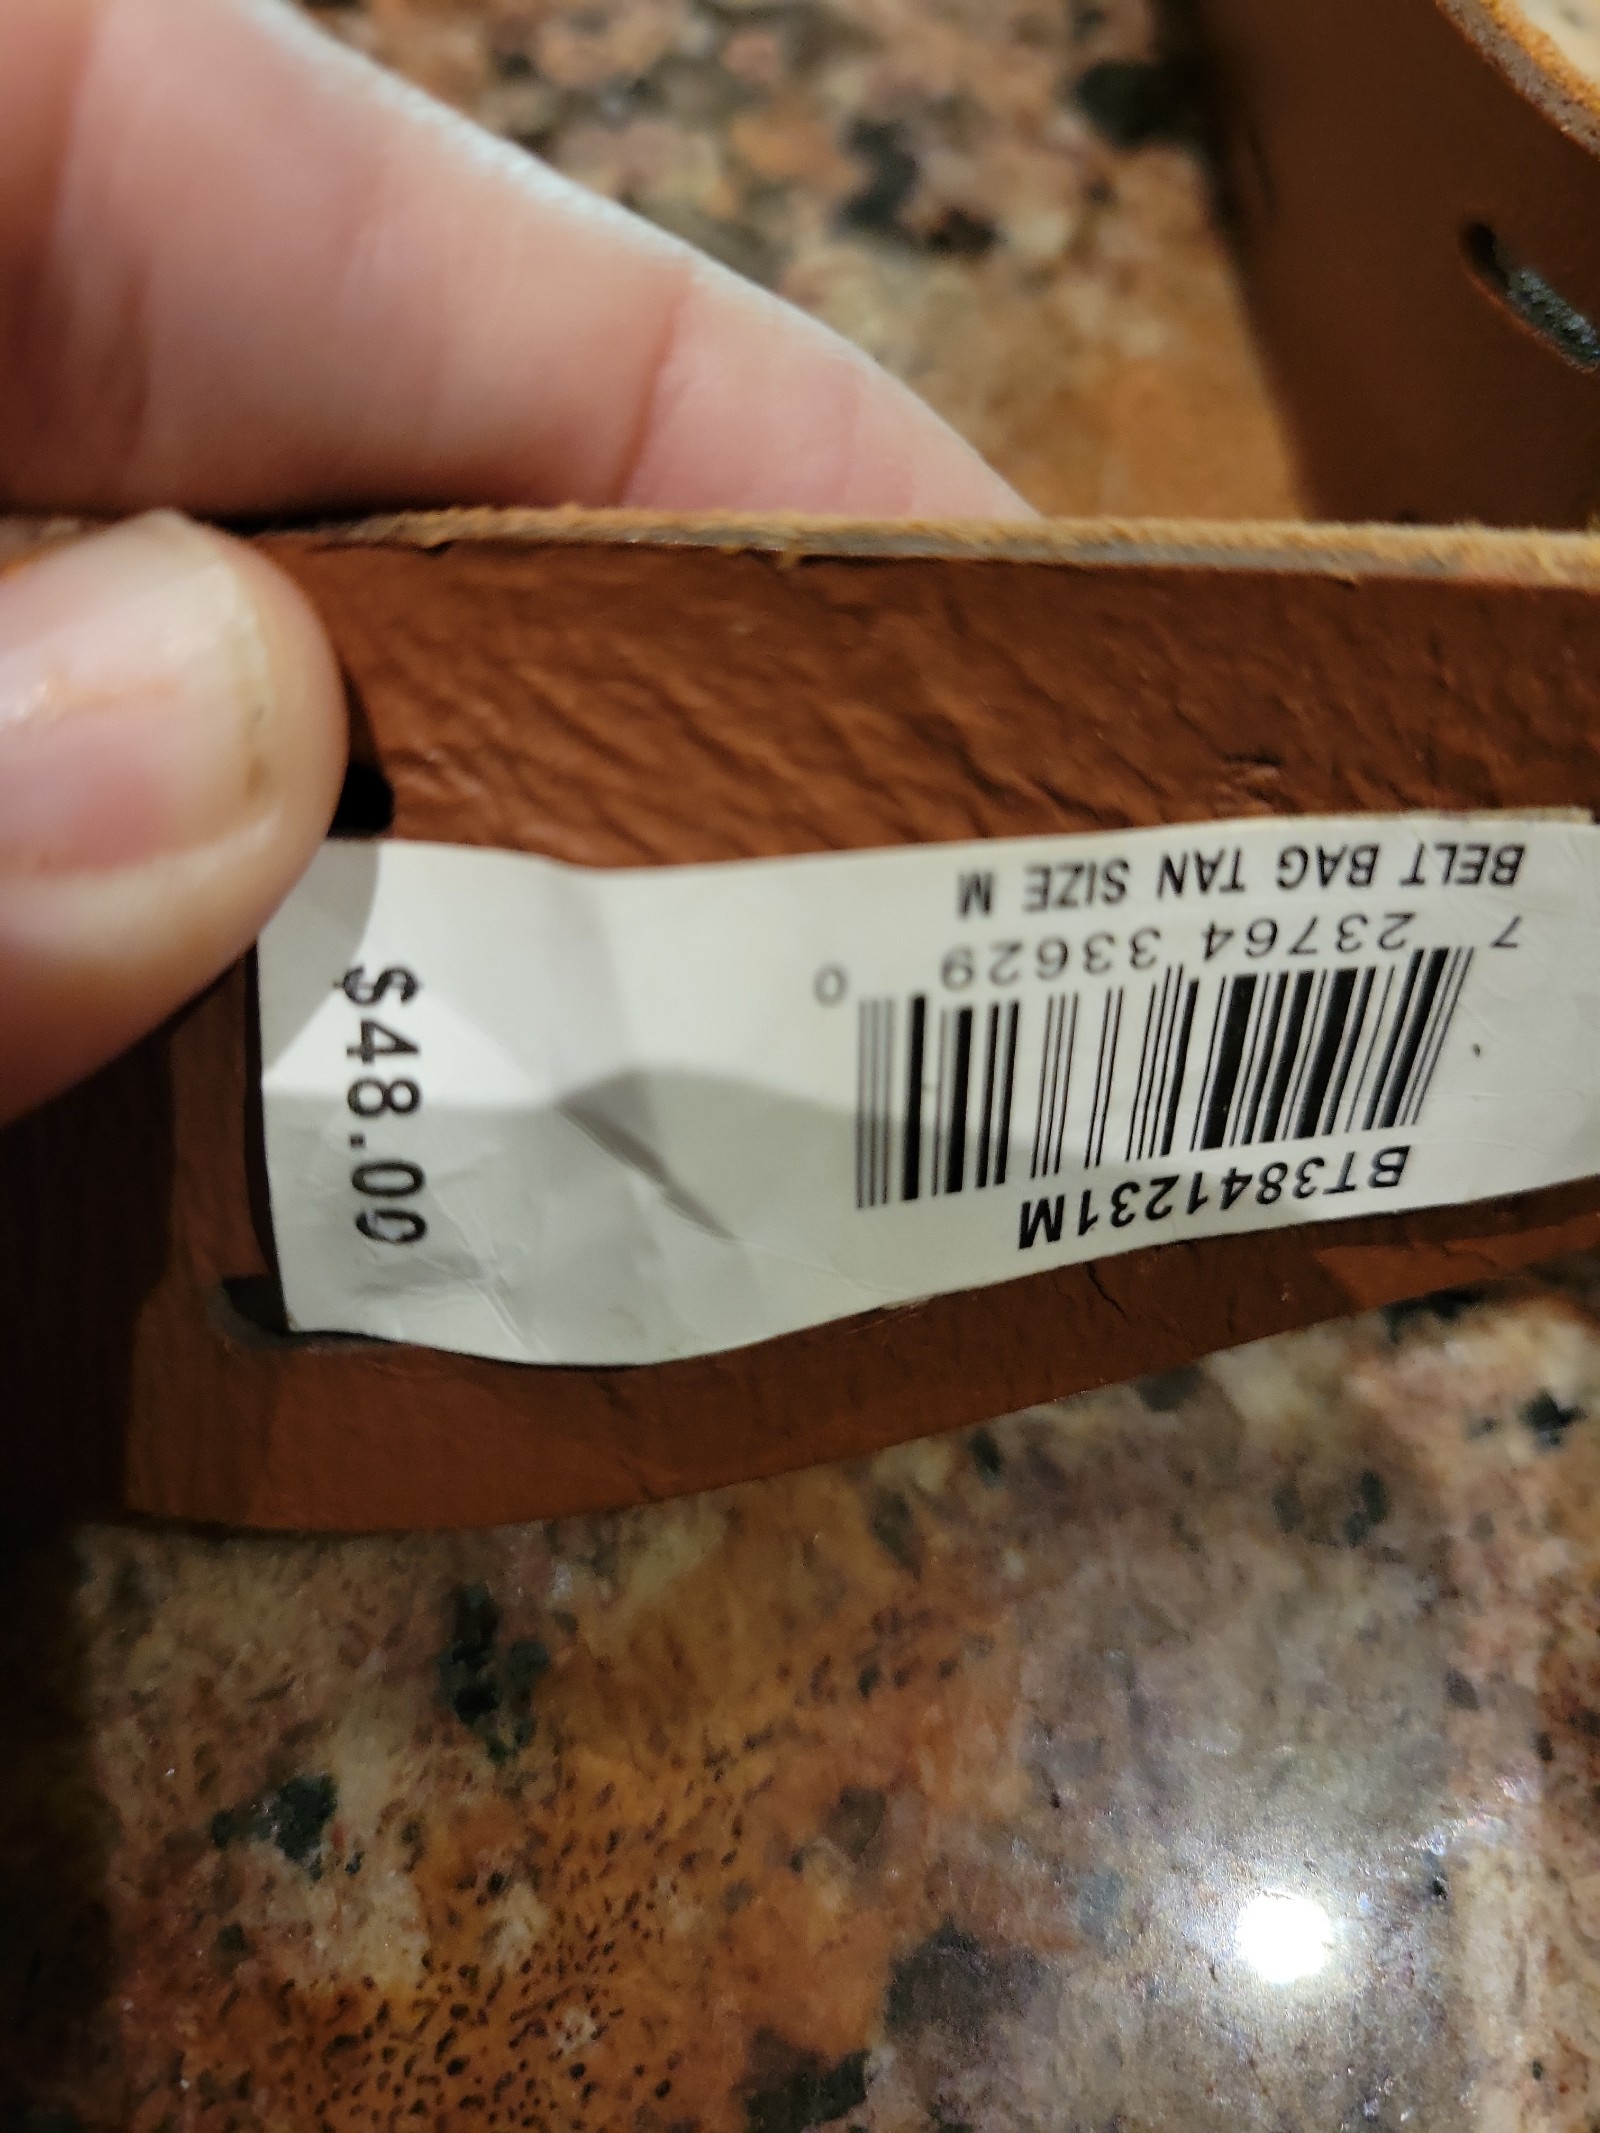 BT3841231M
7 23764 33629 0
BELT BAG TAN SIZE M
$48.00